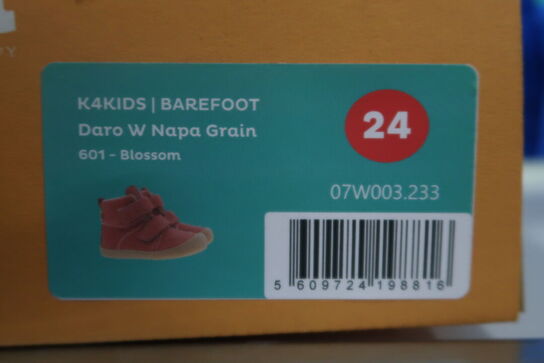 K4KIDS | BAREFOOT
Daro W Napa Grain
601 - Blossom
24
07W003.233
5 609724 198816